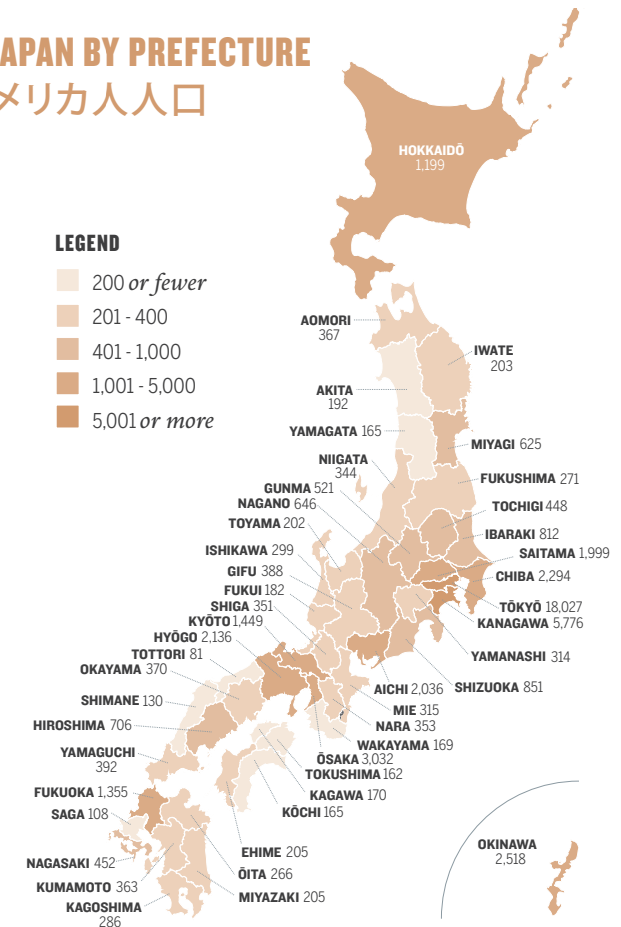 APAN BY PREFECTURE
メリカ人人口
HOKKAIDŌ
1,199
LEGEND
200 or fewer
201 - 400
401 - 1,000
1,001 - 5,000
5,001 or more
AOMORI
367
IWATE
203
AKITA
192
YAMAGATA 165
MIYAGI 625
NIIGATA
344
FUKUSHIMA 271
GUNMA 521
NAGANO 646
TOCHIGI 448
TOYAMA 202
IBARAKI 812
ISHIKAWA 299
SAITAMA 1,999
GIFU 388
CHIBA 2,294
FUKUI 182
TŌKYŌ 18,027
SHIGA 351
KANAGAWA 5,776
KYŌTO 1,449
HYŌGO 2,136
TOTTORI 81
YAMANASHI 314
OKAYAMA 370
AICHI 2,036
SHIZUOKA 851
SHIMANE 130
MIE 315
HIROSHIMA 706
NARA 353
WAKAYAMA 169
YAMAGUCHI
392
ŌSAKA 3,032
TOKUSHIMA 162
FUKUOKA 1,355
KAGAWA 170
SAGA 108
KŌCHI 165
OKINAWA
2,518
EHIME 205
NAGASAKI 452
ŌITA 266
KUMAMOTO 363
MIYAZAKI 205
KAGOSHIMA
286